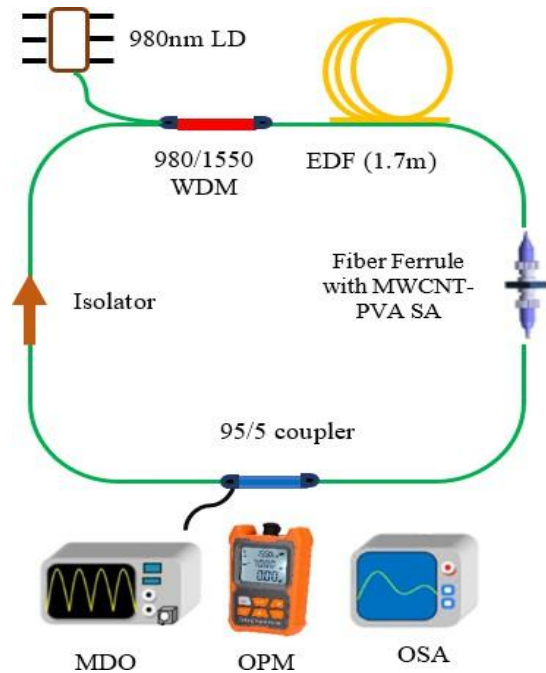 980nm LD
980/1550
WDM
EDF (1.7m)
Fiber Ferrule
with MWCNT-
PVA SA
Isolator
95/5 coupler
MDO
OPM
OSA